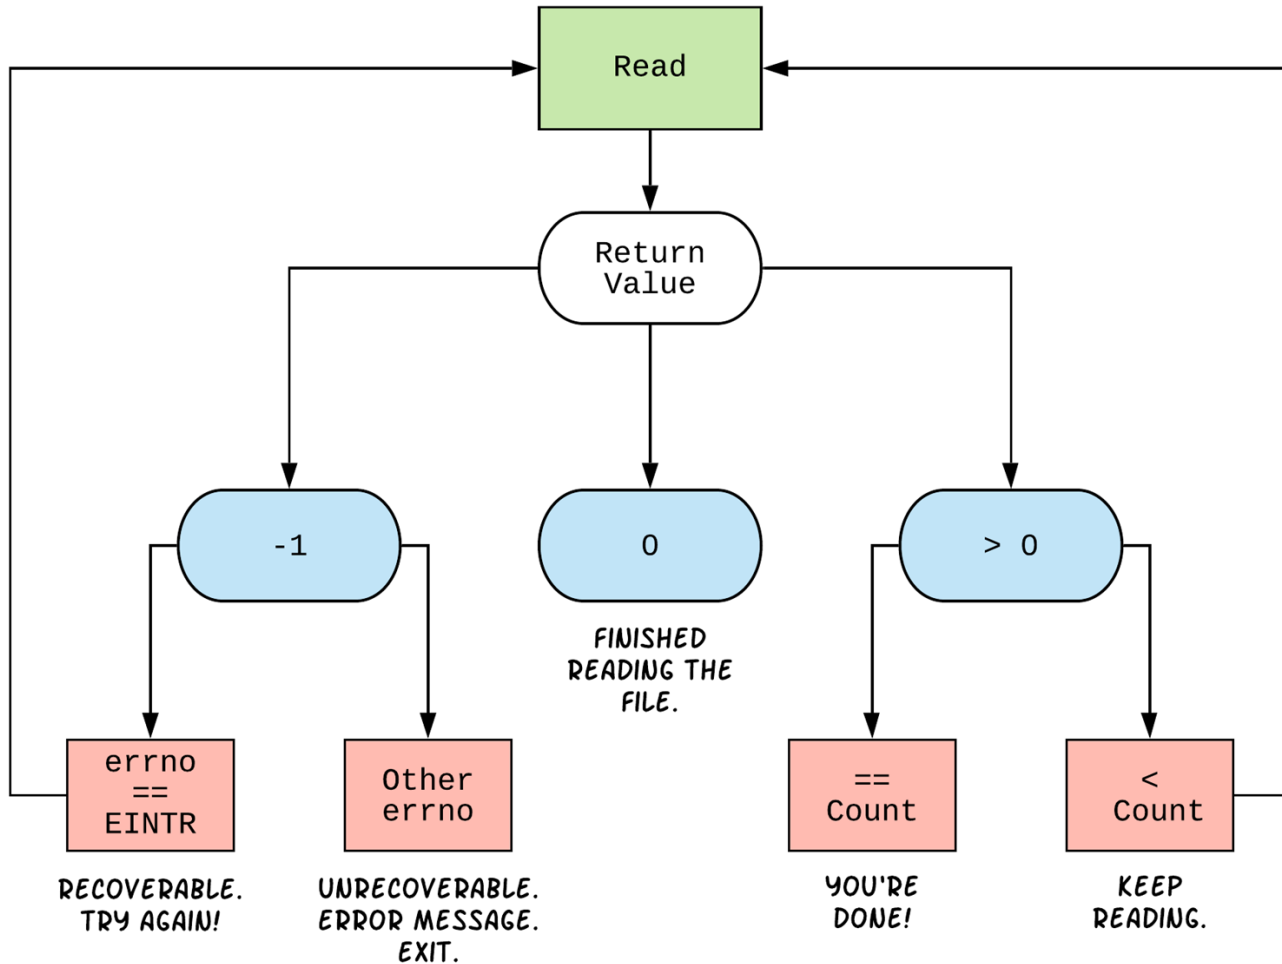 Read
Return
Value
-1
0
> 0
FINISHED
READING THE
FILE.
errno
==
EINTR
Other
errno
==
Count
<
Count
RECOVERABLE.
TRY AGAIN!
UNRECOVERABLE.
ERROR MESSAGE.
EXIT.
YOU'RE
DONE!
KEEP
READING.